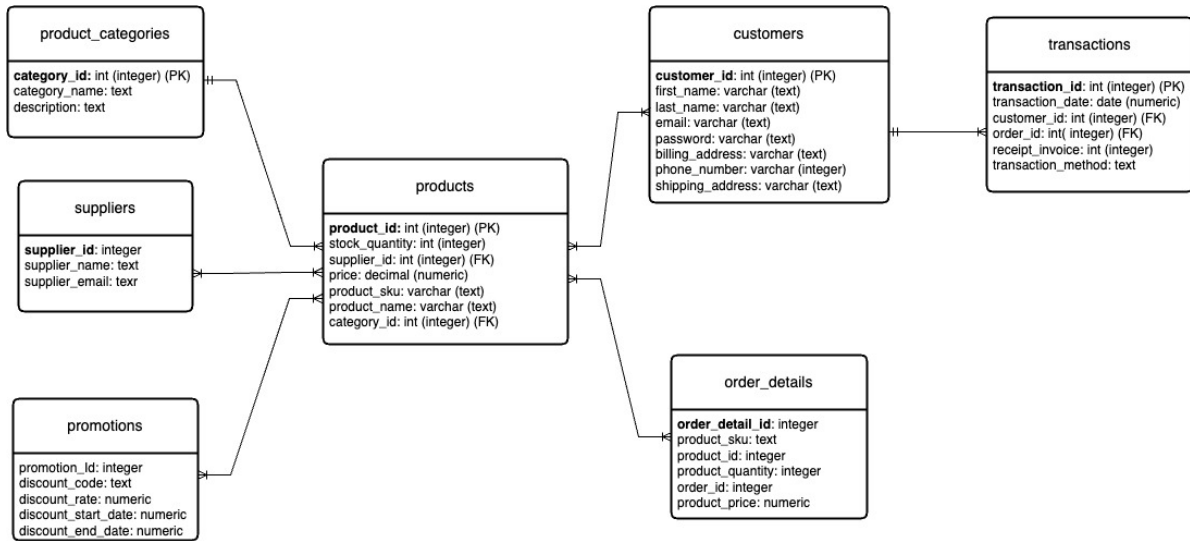 product_categories
category_id: int (integer) (PK)
category_name: text
description: text
suppliers
supplier_id: integer
supplier_name: text
supplier_email: texr
promotions
promotion_Id: integer
discount_code: text
discount_rate: numeric
discount_start_date: numeric
discount_end_date: numeric
products
product_id: int (integer) (PK)
stock_quantity: int (integer)
supplier_id: int (integer) (FK)
price: decimal (numeric)
product_sku: varchar (text)
product_name: varchar (text)
category_id: int (integer) (FK)
customers
customer_id: int (integer) (PK)
first_name: varchar (text)
last_name: varchar (text)
email: varchar (text)
password: varchar (text)
billing_address: varchar (text)
phone_number: varchar (integer)
shipping_address: varchar (text)
transactions
transaction_id: int (integer) (PK)
transaction_date: date (numeric)
customer_id: int (integer) (FK)
order_id: int( integer) (FK)
receipt_invoice: int (integer)
transaction_method: text
order_details
order_detail_id: integer
product_sku: text
product_id: integer
product_quantity: integer
order_id: integer
product_price: numeric